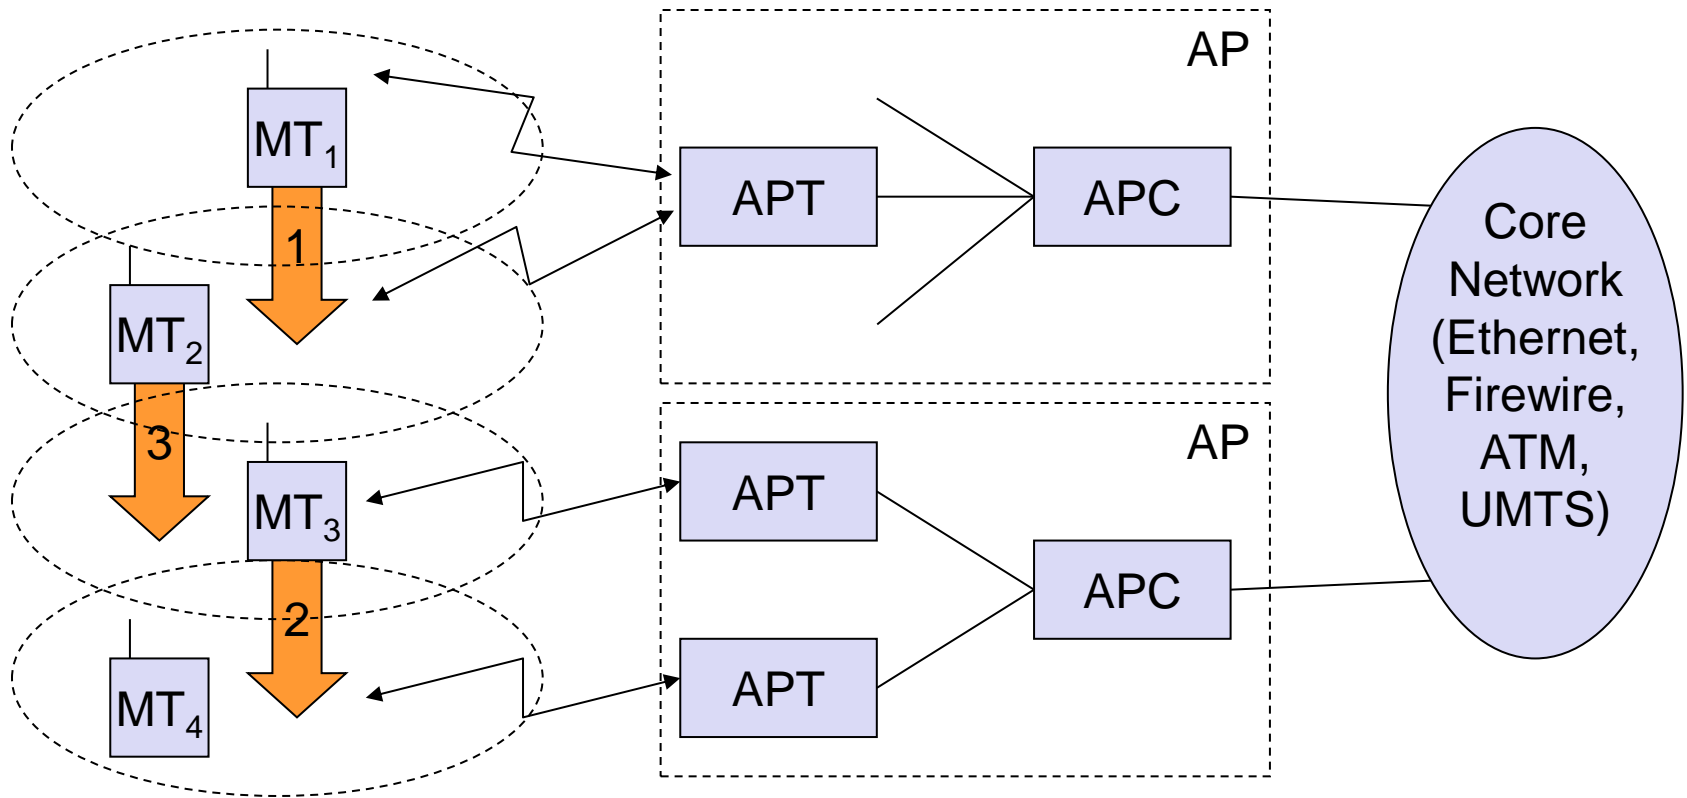 MT1
1
MT2
3
MT3
2
MT4
AP
APT
APC
AP
APT
APC
APT
Core
Network
(Ethernet,
Firewire,
ATM,
UMTS)